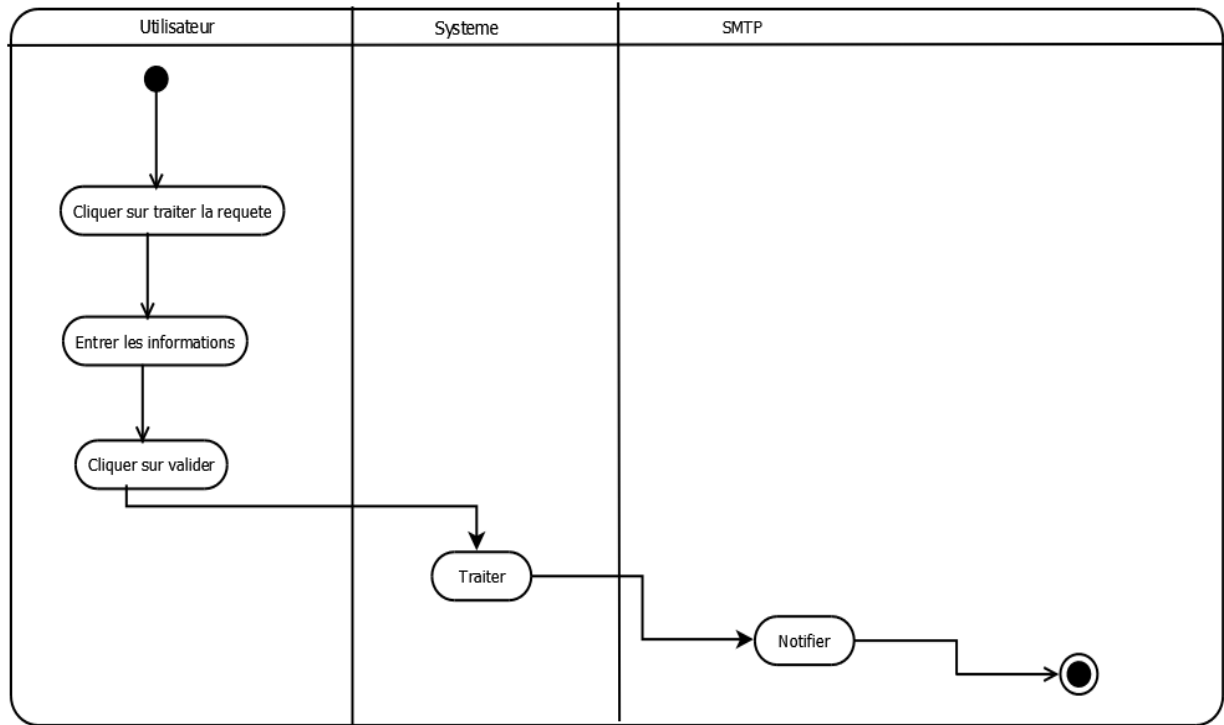 Utilisateur
Systeme
SMTP
Cliquer sur traiter la requete
Entrer les informations
Cliquer sur valider
Traiter
Notifier